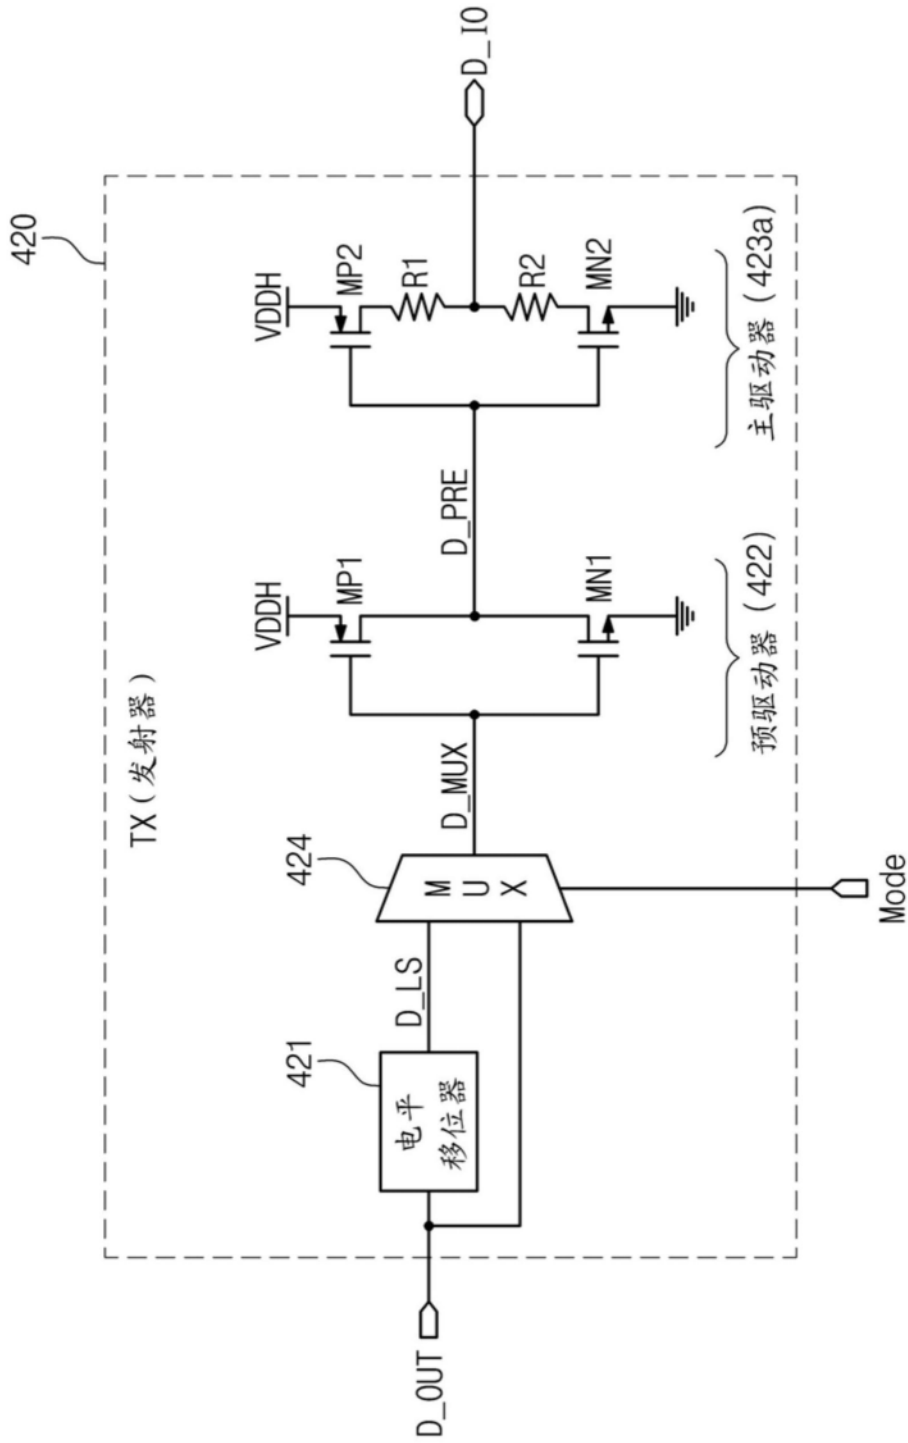 420
TX(发射器)
VDDH
VDDH
MP1
MP2
R1
R2
MN1
MN2
D_OUT
421
电平
移位器
D_LS
424
MUX
D_MUX
D_PRE
D_IO
Mode
预驱动器(422)
主驱动器(423a)